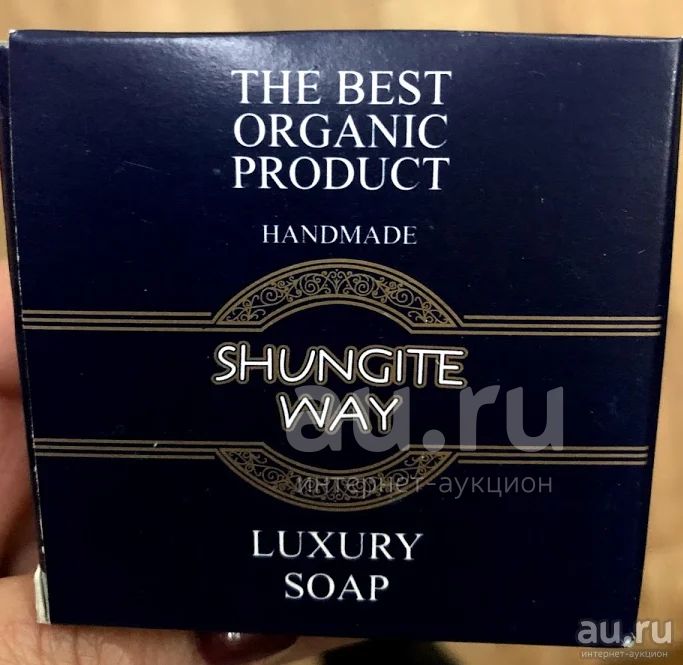 THE BEST
ORGANIC
PRODUCT
HANDMADE
SHUNGITE
WAY
au.ru
интернет-аукцион
LUXURY
SOAP
au.ru
интернет-аукцион